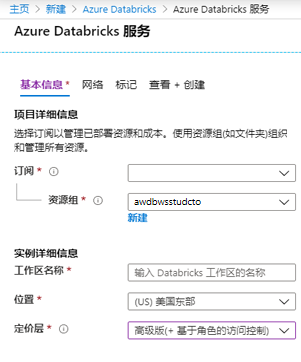 主页 > 新建 > Azure Databricks > Azure Databricks 服务
Azure Databricks 服务
基本信息 * 网络 标记 查看 + 创建
项目详细信息
选择订阅以管理已部署资源和成本。使用资源组(如文件夹)组织
和管理所有资源。
订阅 *
资源组 * awdbwsstudcto
新建
实例详细信息
工作区名称 * 输入 Databricks 工作区的名称
位置 * (US) 美国东部
定价层 * 高级版(+ 基于角色的访问控制)